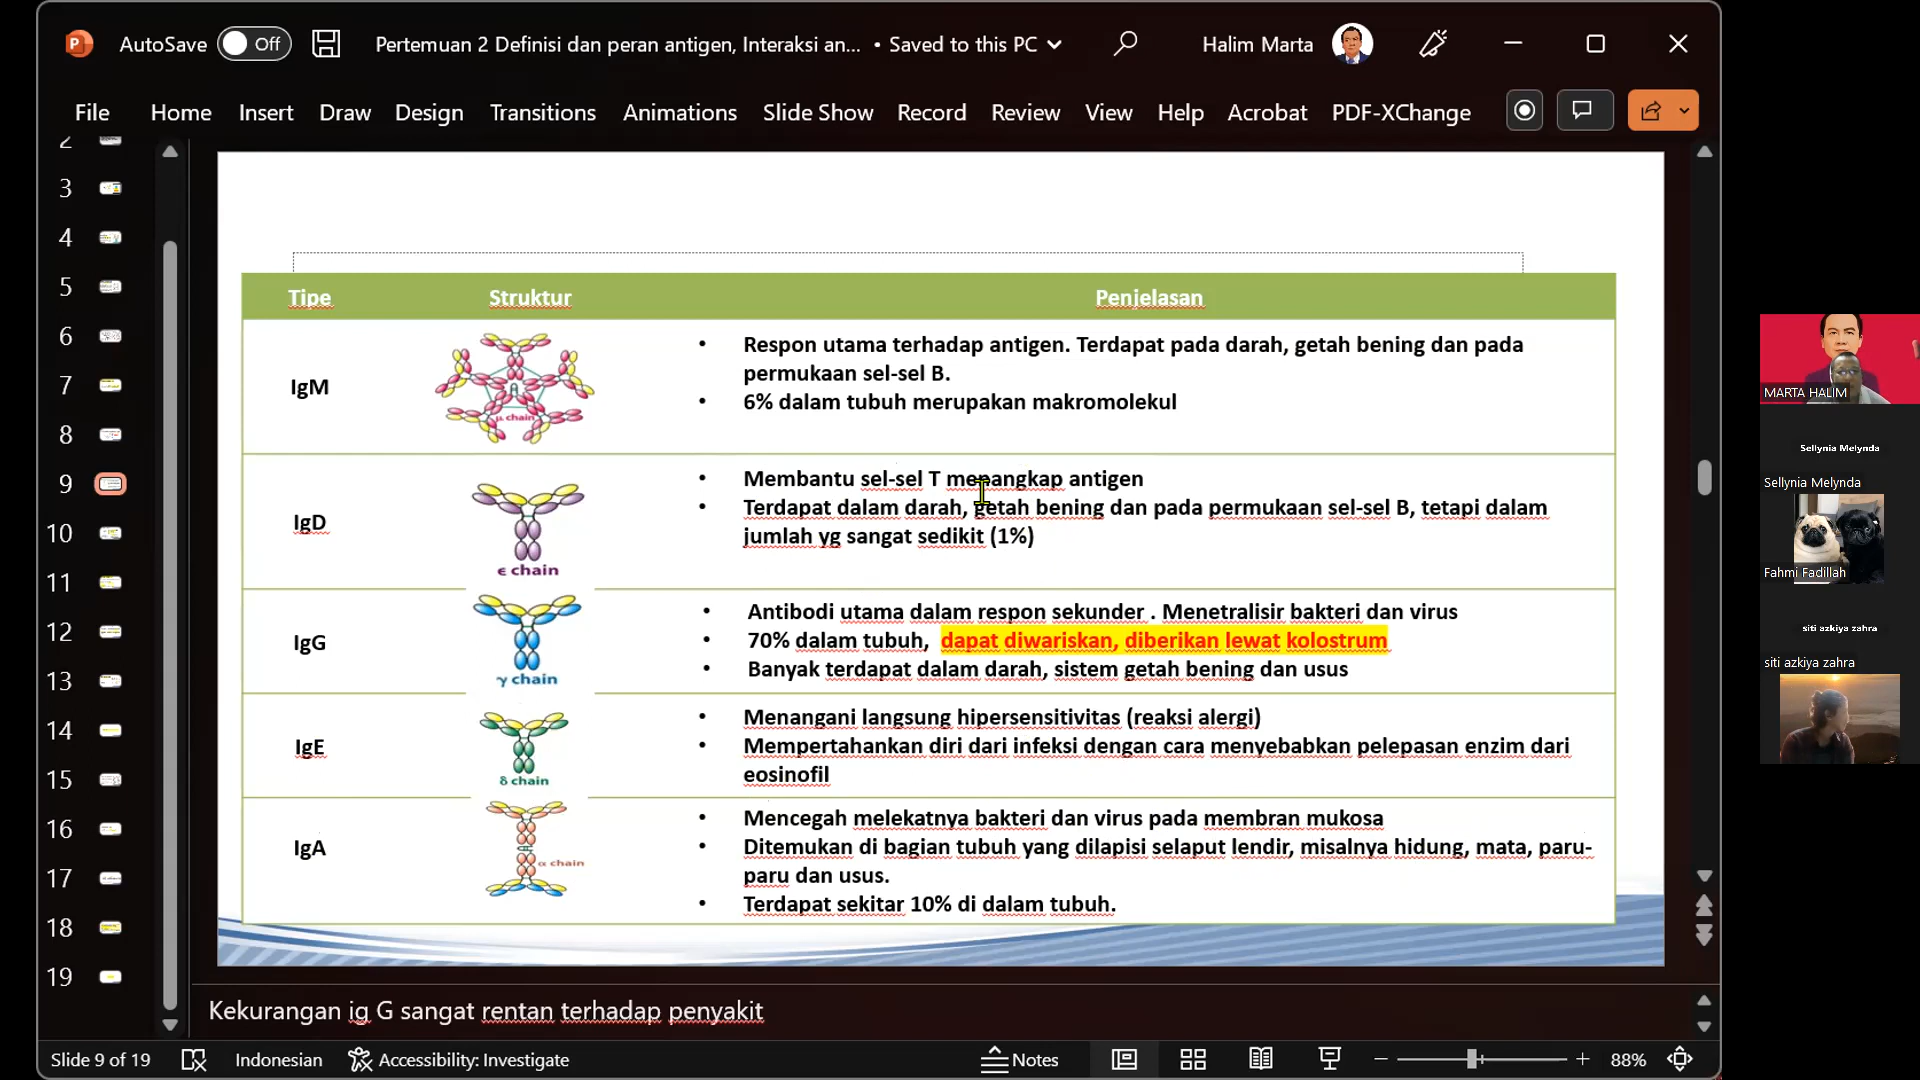 AutoSave Off Pertemuan 2 Definisi dan peran antigen, Interaksi an... • Saved to this PC Halim Marta
File Home Insert Draw Design Transitions Animations Slide Show Record Review View Help Acrobat PDF-XChange
2
3
4
5
6
7
8
9
10
11
12
13
14
15
16
17
18
19
Tipe Struktur Penjelasan
IgM
μ chain
• Respon utama terhadap antigen. Terdapat pada darah, getah bening dan pada
permukaan sel-sel B.
• 6% dalam tubuh merupakan makromolekul
IgD
ϵ chain
• Membantu sel-sel T menangkap antigen
• Terdapat dalam darah, getah bening dan pada permukaan sel-sel B, tetapi dalam
jumlah yg sangat sedikit (1%)
IgG
γ chain
• Antibodi utama dalam respon sekunder . Menetralisir bakteri dan virus
• 70% dalam tubuh, dapat diwariskan, diberikan lewat kolostrum
• Banyak terdapat dalam darah, sistem getah bening dan usus
IgE
δ chain
• Menangani langsung hipersensitivitas (reaksi alergi)
• Mempertahankan diri dari infeksi dengan cara menyebabkan pelepasan enzim dari
eosinofil
IgA
α chain
• Mencegah melekatnya bakteri dan virus pada membran mukosa
• Ditemukan di bagian tubuh yang dilapisi selaput lendir, misalnya hidung, mata, paru-
paru dan usus.
• Terdapat sekitar 10% di dalam tubuh.
Kekurangan ig G sangat rentan terhadap penyakit
Slide 9 of 19 Indonesian Accessibility: Investigate Notes 88%
MARTA HALIM
Sellynia Melynda
Sellynia Melynda
Fahmi Fadillah
siti azkiya zahra
siti azkiya zahra